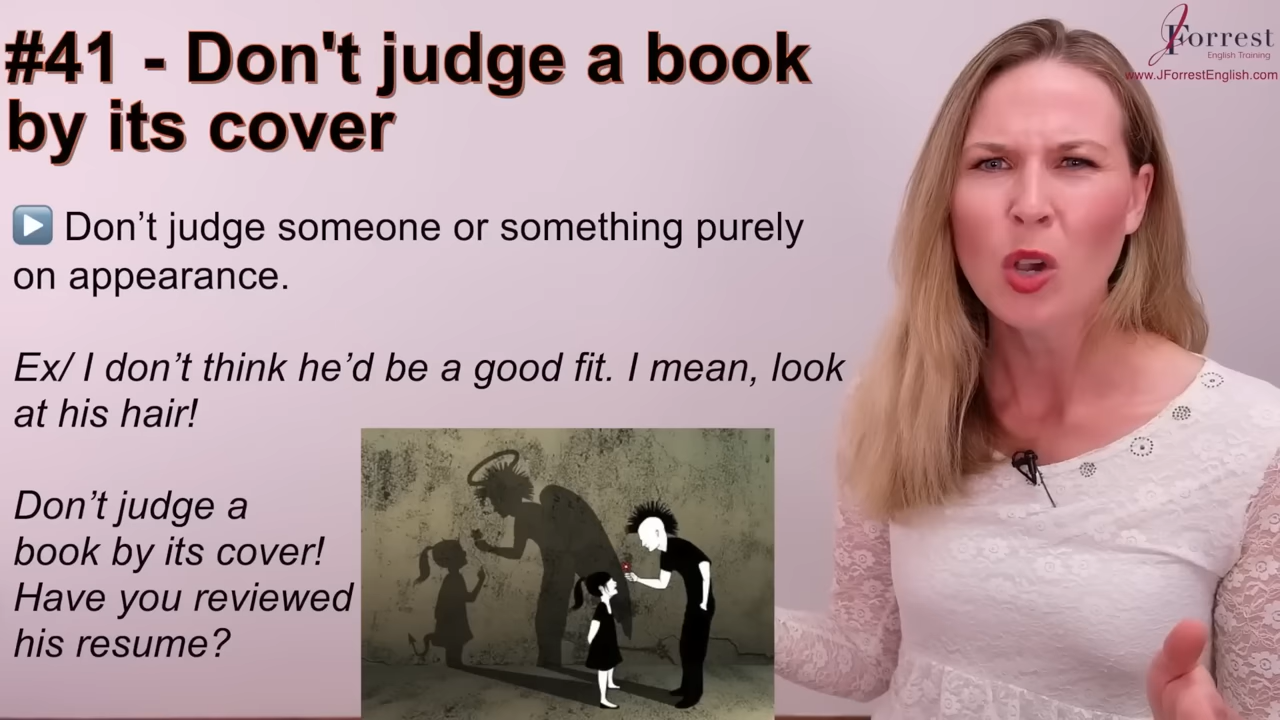 #41 - Don't judge a book
by its cover
▶️ Don’t judge someone or something purely
on appearance.
Ex/ I don’t think he’d be a good fit. I mean, look
at his hair!
Don’t judge a
book by its cover!
Have you reviewed
his resume?
JForrest
English Training
www.JForrestEnglish.com